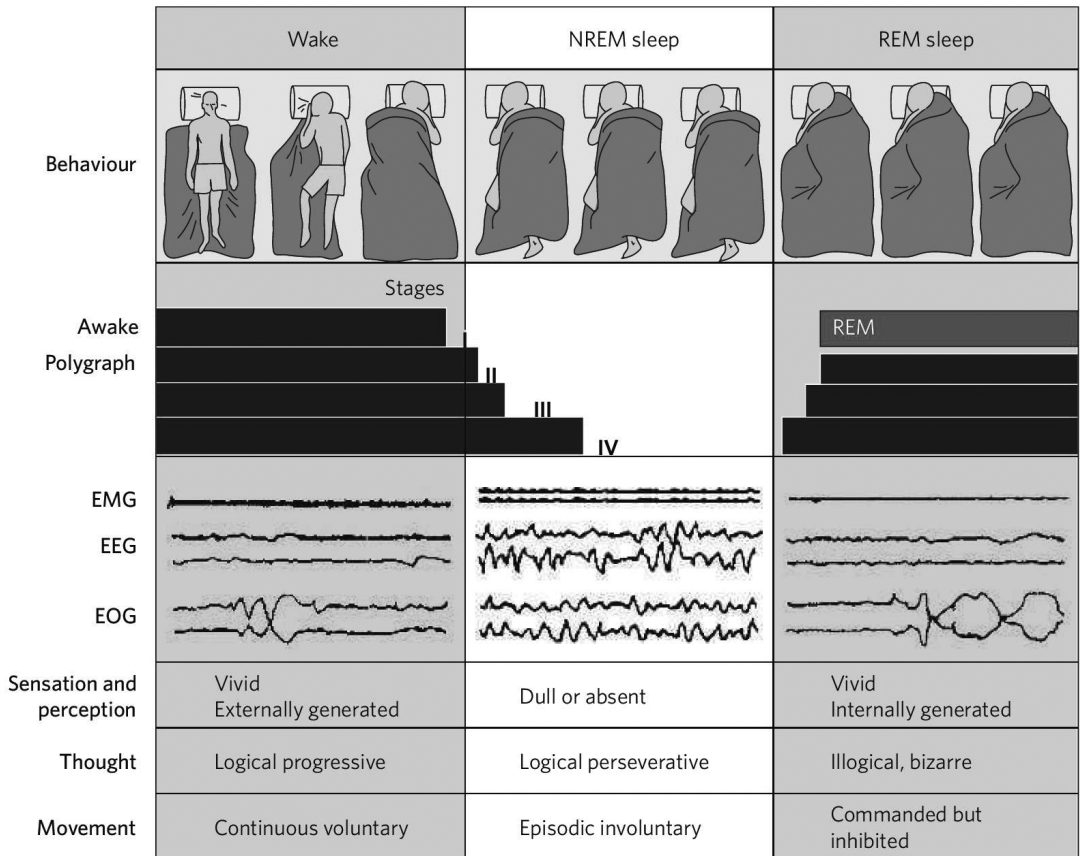 Wake
NREM sleep
REM sleep
Behaviour
Stages
Awake
REM
I
Polygraph
II
III
IV
EMG
EEG
EOG
Sensation and
perception
Vivid
Externally generated
Dull or absent
Vivid
Internally generated
Thought
Logical progressive
Logical perseverative
Illogical, bizarre
Movement
Continuous voluntary
Episodic involuntary
Commanded but
inhibited